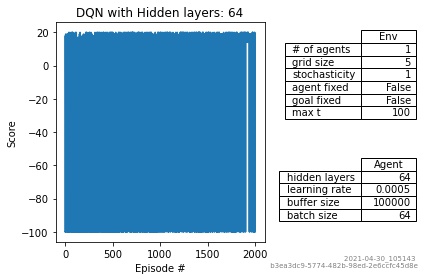 DQN with Hidden layers: 64
20
0
−20
−40
−60
−80
−100
Score
0
500
1000
1500
2000
Episode #
Env
# of agents 1
grid size 5
stochasticity 1
agent fixed False
goal fixed False
max t 100
Agent
hidden layers 64
learning rate 0.0005
buffer size 100000
batch size 64
2021-04-30_105143
b3ea3dc9-5774-482b-98ed-2e6ccfc45d8e